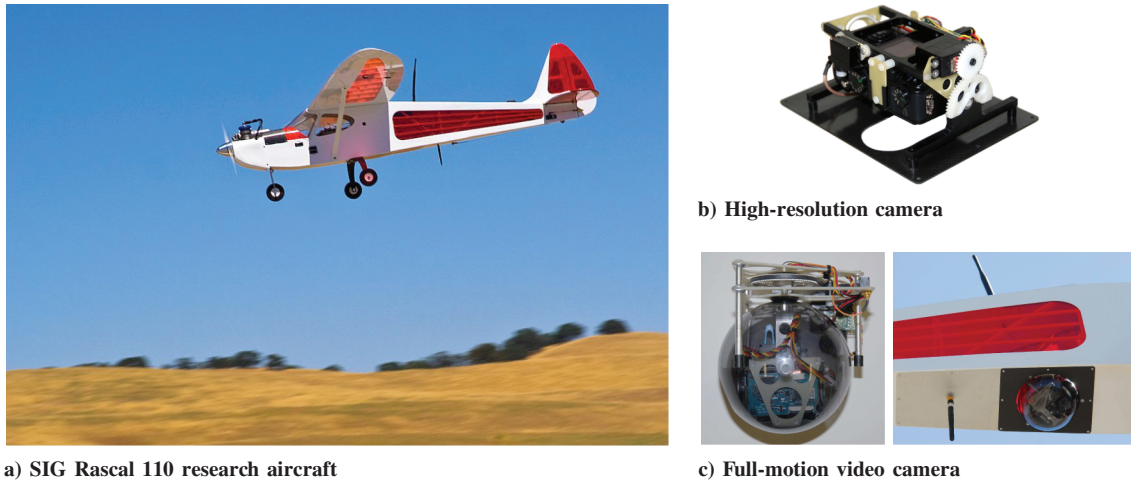 b) High-resolution camera
a) SIG Rascal 110 research aircraft
c) Full-motion video camera